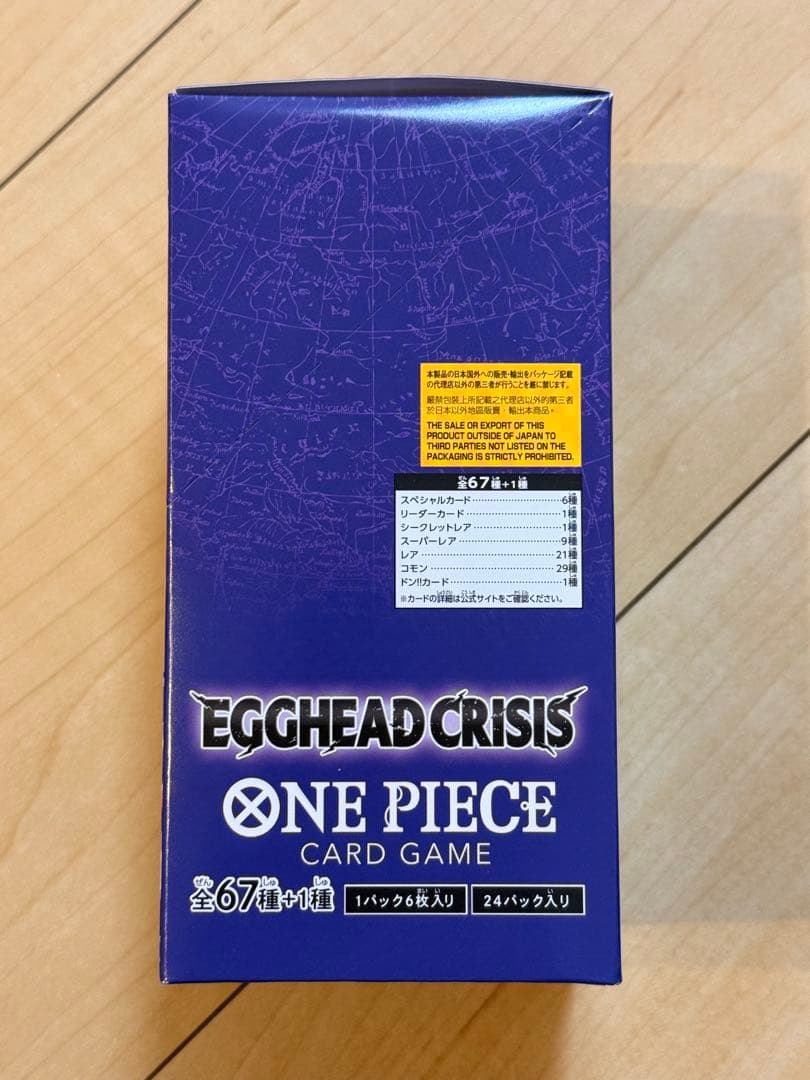 本製品の日本国外への販売・輸出をパッケージ記載
の代理店以外の第三者が行うことを厳に禁じます。
嚴禁包裝上所記載之代理店以外的第三者
於日本以外地區販賣、輸出本商品。
THE SALE OR EXPORT OF THIS
PRODUCT OUTSIDE OF JAPAN TO
THIRD PARTIES NOT LISTED ON THE
PACKAGING IS STRICTLY PROHIBITED.
全67種+1種
スペシャルカード 6種
リーダーカード 1種
シークレットレア 1種
スーパーレア 9種
レア 21種
コモン 29種
ドン!!カード 1種
※カードの詳細は公式サイトをご確認ください。
EGGHEAD CRISIS
ONE PIECE
CARD GAME
全67種+1種 1パック6枚入り 24パック入り